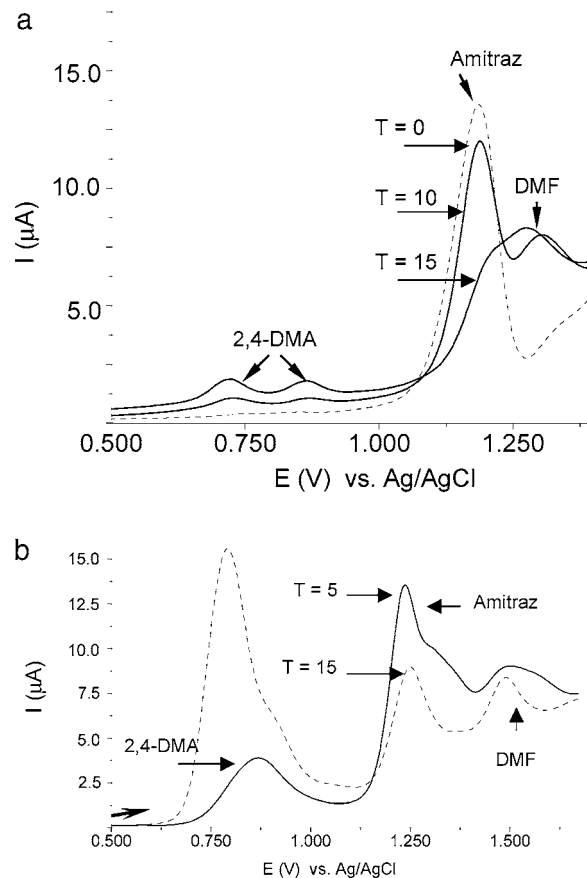 a
15.0
Amitraz
T = 0
DMF
10.0
T = 10
I (µA)
T = 15
5.0
2,4-DMA
0.500
0.750
1.000
1.250
E (V) vs. Ag/AgCl
b
15.0
T = 5
12.5
Amitraz
10.0
T = 15
I (µA)
7.5
5.0
2,4-DMA
DMF
2.5
0.500
0.750
1.000
1.250
1.500
E (V) vs. Ag/AgCl